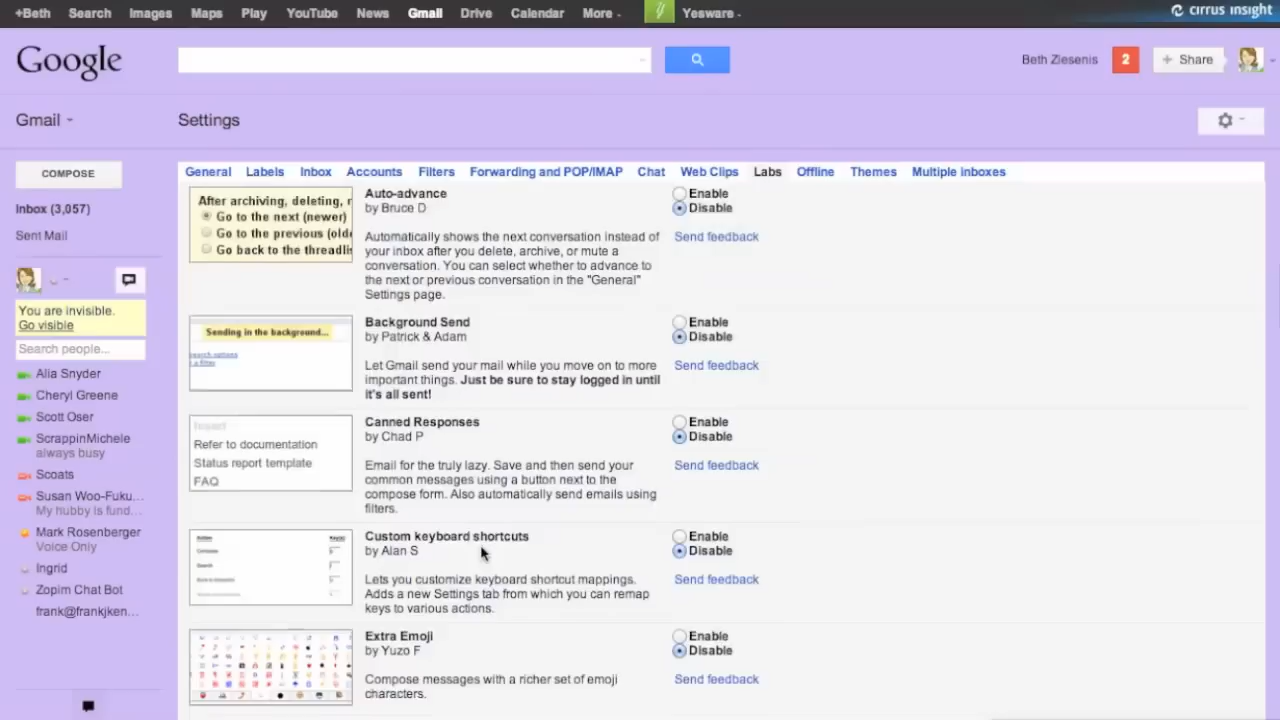 +Beth Search Images Maps Play YouTube News Gmail Drive Calendar More Yesware cirrus insight
Google
Beth Ziesenis 2 + Share
Gmail
Settings
COMPOSE
Inbox (3,057)
Sent Mail
You are invisible.
Go visible
Search people...
Alia Snyder
Cheryl Greene
Scott Oser
ScrappinMichele
always busy
Scoats
Susan Woo-Fuku...
My hubby is fund...
Mark Rosenberger
Voice Only
Ingrid
Zopim Chat Bot
frank@frankjken...
General Labels Inbox Accounts Filters Forwarding and POP/IMAP Chat Web Clips Labs Offline Themes Multiple inboxes
After archiving, deleting, r
Go to the next (newer)
Go to the previous (olde
Go back to the threadlis
Auto-advance
by Bruce D
Automatically shows the next conversation instead of
your inbox after you delete, archive, or mute a
conversation. You can select whether to advance to
the next or previous conversation in the "General"
Settings page.
Enable
Disable
Send feedback
Sending in the background...
search options
a filter
Background Send
by Patrick & Adam
Let Gmail send your mail while you move on to more
important things. Just be sure to stay logged in until
it's all sent!
Enable
Disable
Send feedback
Insert
Refer to documentation
Status report template
FAQ
Canned Responses
by Chad P
Email for the truly lazy. Save and then send your
common messages using a button next to the
compose form. Also automatically send emails using
filters.
Enable
Disable
Send feedback
Custom keyboard shortcuts
by Alan S
Lets you customize keyboard shortcut mappings.
Adds a new Settings tab from which you can remap
keys to various actions.
Enable
Disable
Send feedback
Extra Emoji
by Yuzo F
Compose messages with a richer set of emoji
characters.
Enable
Disable
Send feedback